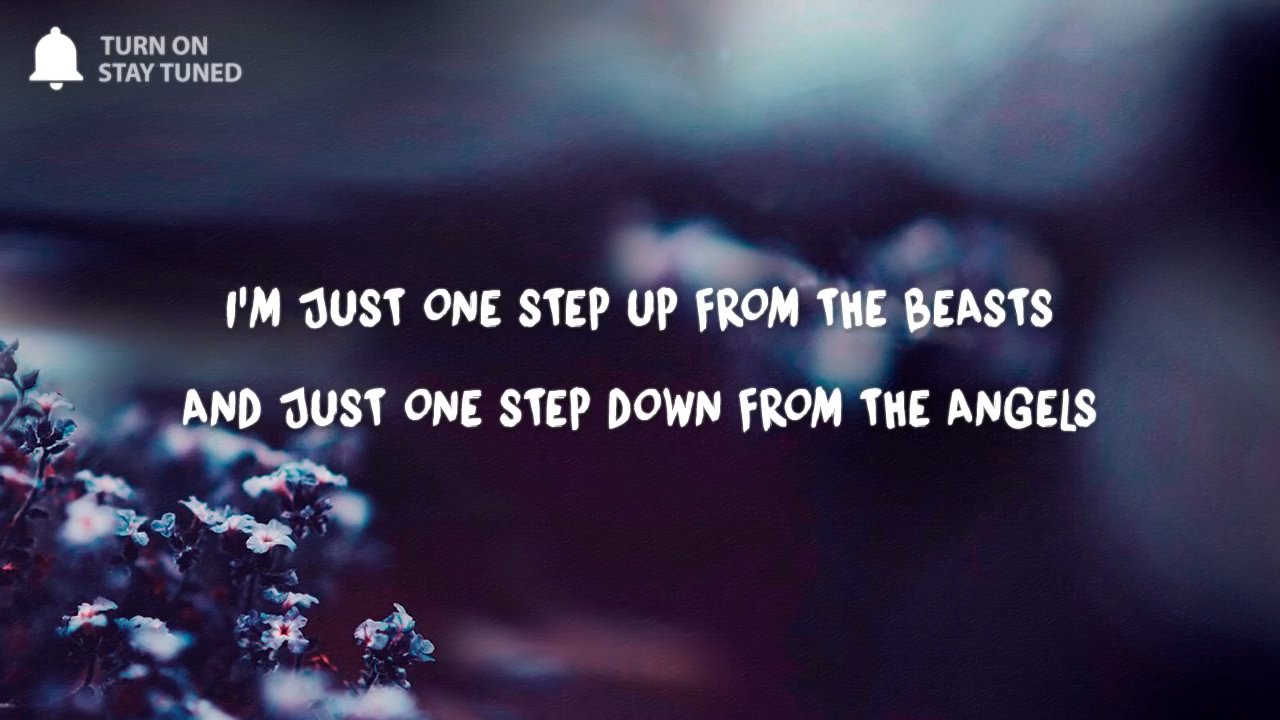 TURN ON
STAY TUNED
I'M JUST ONE STEP UP FROM THE BEASTS
AND JUST ONE STEP DOWN FROM THE ANGELS